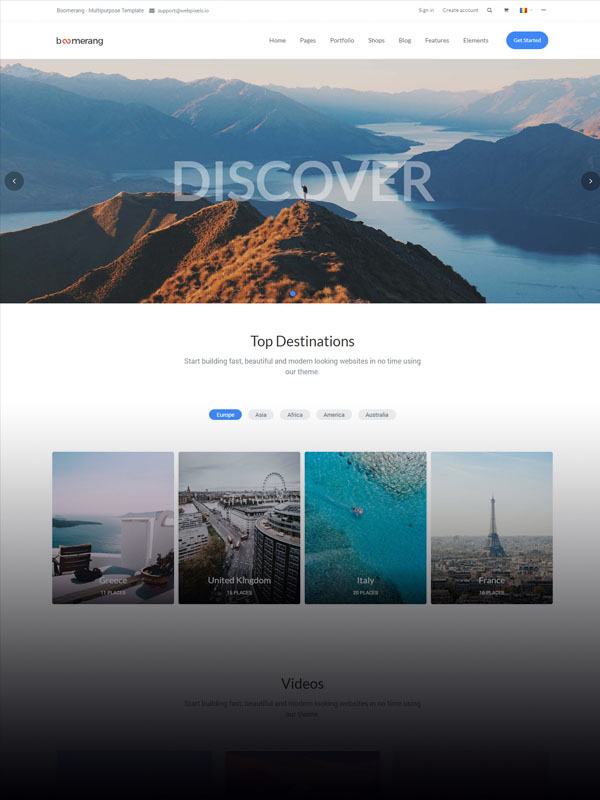 Boomerang - Multipurpose Template support@webpixels.io Sign in Create account
boomerang Home Pages Portfolio Shops Blog Features Elements Get Started
DISCOVER
Top Destinations
Start building fast, beautiful and modern looking websites in no time using
our theme.
Europe Asia Africa America Australia
Greece United Kingdom Italy France
11 PLACES 16 PLACES 20 PLACES 16 PLACES
Videos
Start building fast, beautiful and modern looking websites in no time using
our theme.